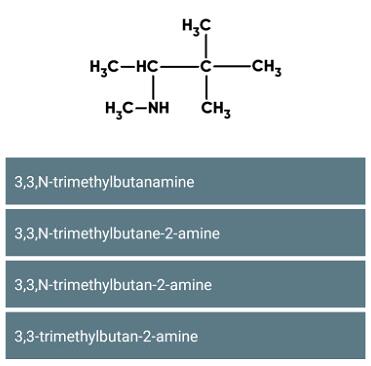 H₃C
H₃C–HC–C–CH₃
H₃C–NH CH₃
3,3,N-trimethylbutanamine
3,3,N-trimethylbutane-2-amine
3,3,N-trimethylbutan-2-amine
3,3-trimethylbutan-2-amine